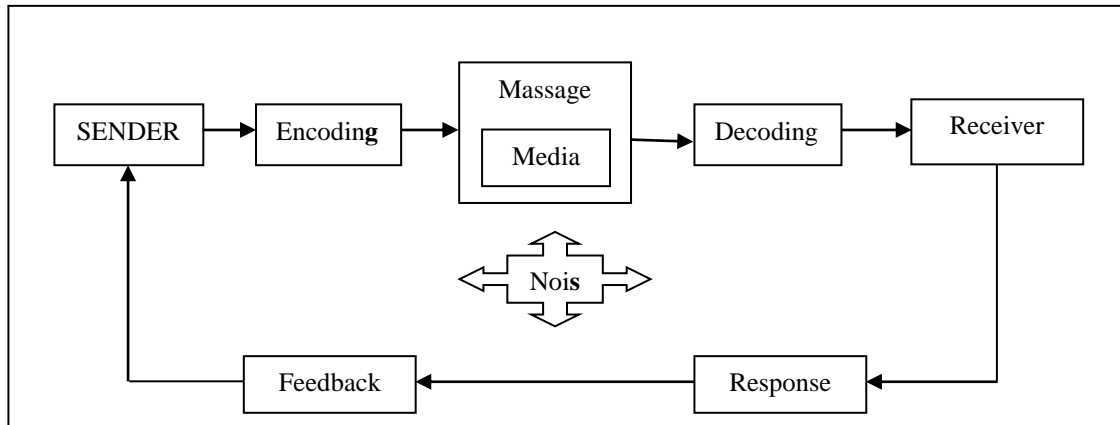 SENDER
Encoding
Massage
Media
Decoding
Receiver
Nois
Feedback
Response